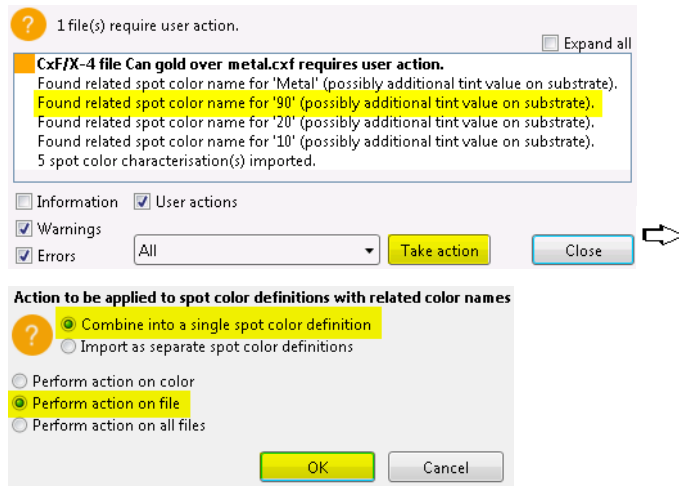 ? 1 file(s) require user action.
Expand all
CxF/X-4 file Can gold over metal.cxf requires user action.
Found related spot color name for 'Metal' (possibly additional tint value on substrate).
Found related spot color name for '90' (possibly additional tint value on substrate).
Found related spot color name for '20' (possibly additional tint value on substrate).
Found related spot color name for '10' (possibly additional tint value on substrate).
5 spot color characterisation(s) imported.
Information User actions
Warnings
Errors All Take action Close
Action to be applied to spot color definitions with related color names
? Combine into a single spot color definition
Import as separate spot color definitions
Perform action on color
Perform action on file
Perform action on all files
OK Cancel